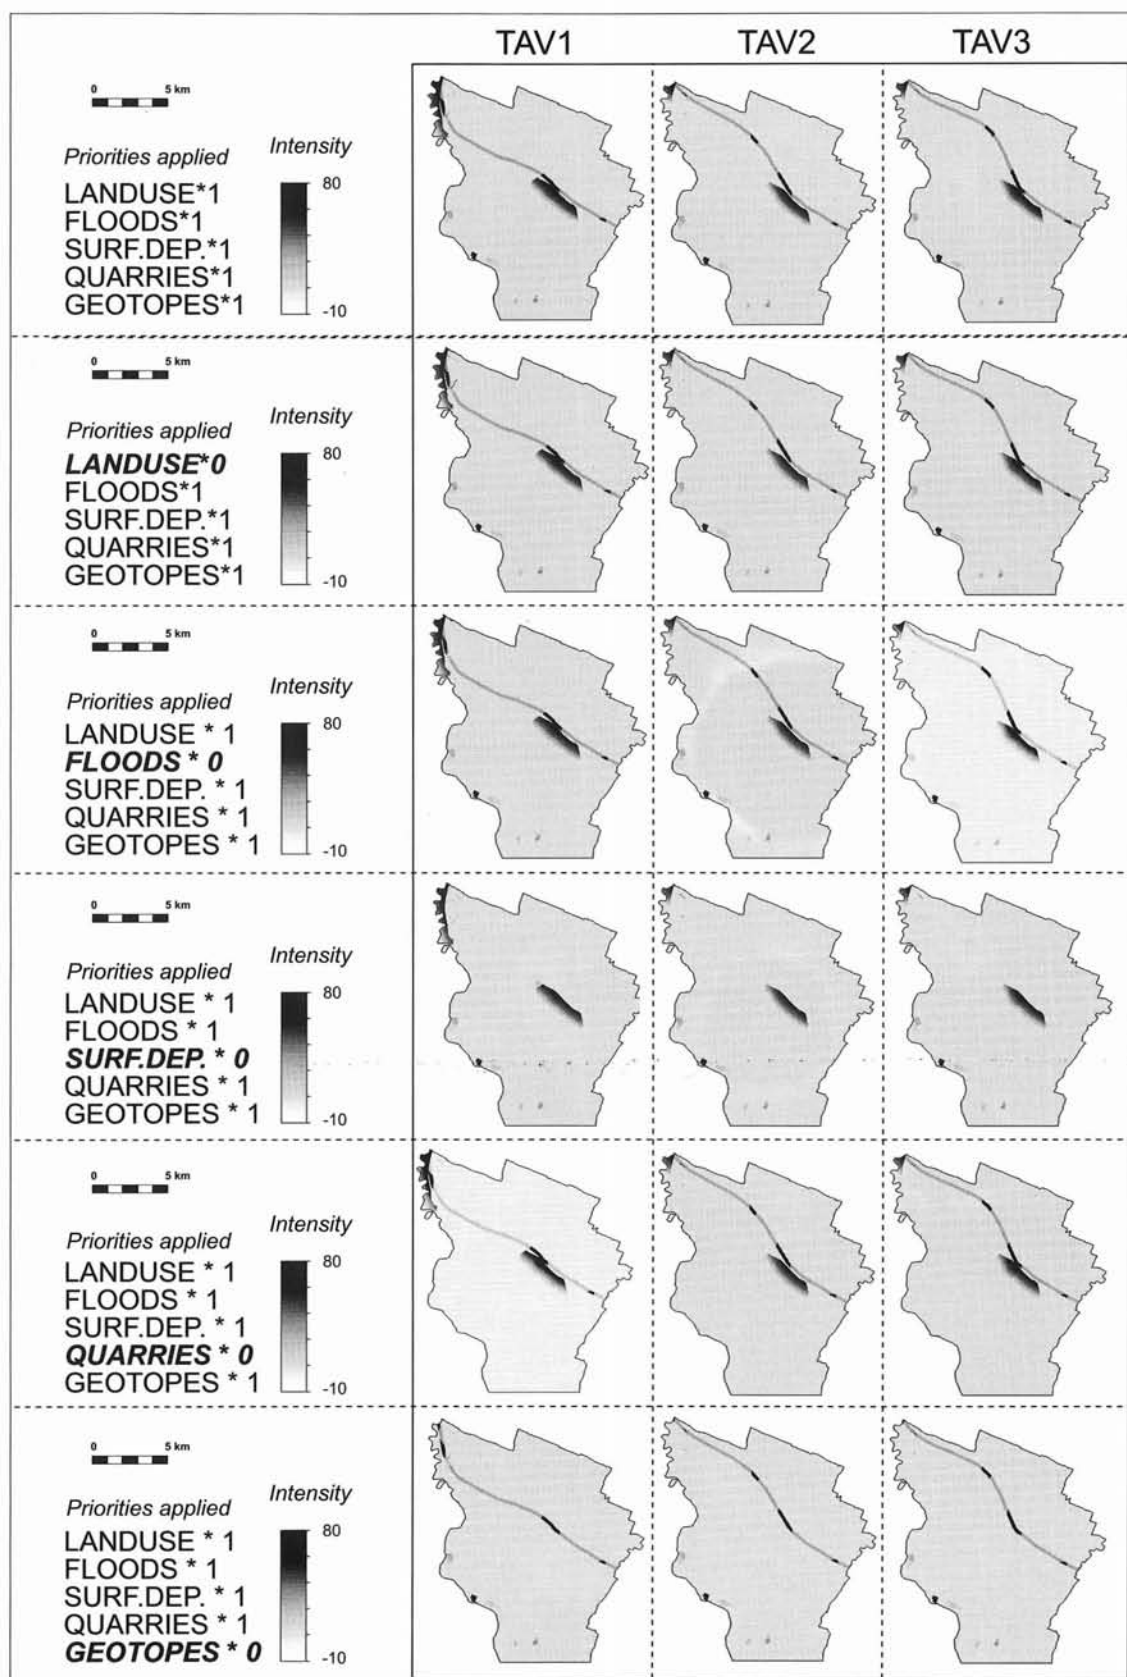 TAV1 TAV2 TAV3
0 5 km
Priorities applied Intensity
80
LANDUSE*1
FLOODS*1
SURF.DEP.*1
QUARRIES*1
GEOTOPES*1
-10
0 5 km
Priorities applied Intensity
80
LANDUSE*0
FLOODS*1
SURF.DEP.*1
QUARRIES*1
GEOTOPES*1
-10
0 5 km
Priorities applied Intensity
80
LANDUSE * 1
FLOODS * 0
SURF.DEP. * 1
QUARRIES * 1
GEOTOPES * 1
-10
0 5 km
Priorities applied Intensity
80
LANDUSE * 1
FLOODS * 1
SURF.DEP. * 0
QUARRIES * 1
GEOTOPES * 1
-10
0 5 km
Priorities applied Intensity
80
LANDUSE * 1
FLOODS * 1
SURF.DEP. * 1
QUARRIES * 0
GEOTOPES * 1
-10
0 5 km
Priorities applied Intensity
80
LANDUSE * 1
FLOODS * 1
SURF.DEP. * 1
QUARRIES * 1
GEOTOPES * 0
-10